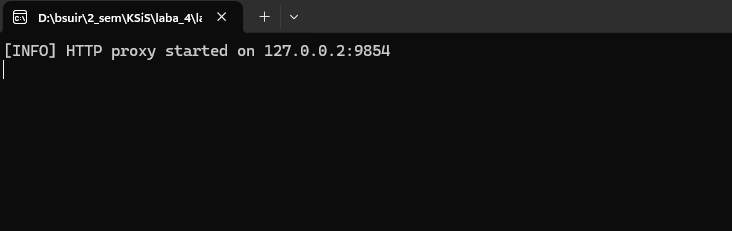 D:\bsuir\2_sem\KSiS\laba_4\la
[INFO] HTTP proxy started on 127.0.0.2:9854